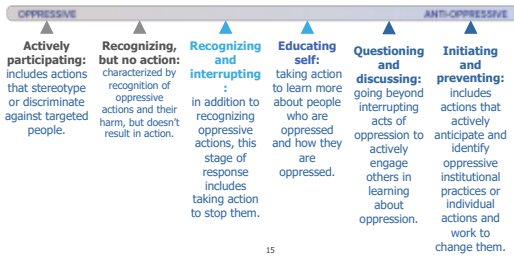 OPPRESSIVE
ANTI-OPPRESSIVE
Actively
participating:
includes actions
that stereotype
or discriminate
against targeted
people.
Recognizing,
but no action:
characterized by
recognition of
oppressive
actions and their
harm, but doesn't
result in action.
Recognizing
and
interrupting
:
in addition to
recognizing
oppressive
actions, this
stage of
response
includes
taking action
to stop them.
Educating
self:
taking action
to learn more
about people
who are
oppressed
and how they
are
oppressed.
Questioning
and
discussing:
going beyond
interrupting
acts of
oppression to
actively
engage
others in
learning
about
oppression.
Initiating
and
preventing:
includes
actions that
actively
anticipate and
identify
oppressive
institutional
practices or
individual
actions and
work to
change them.
15